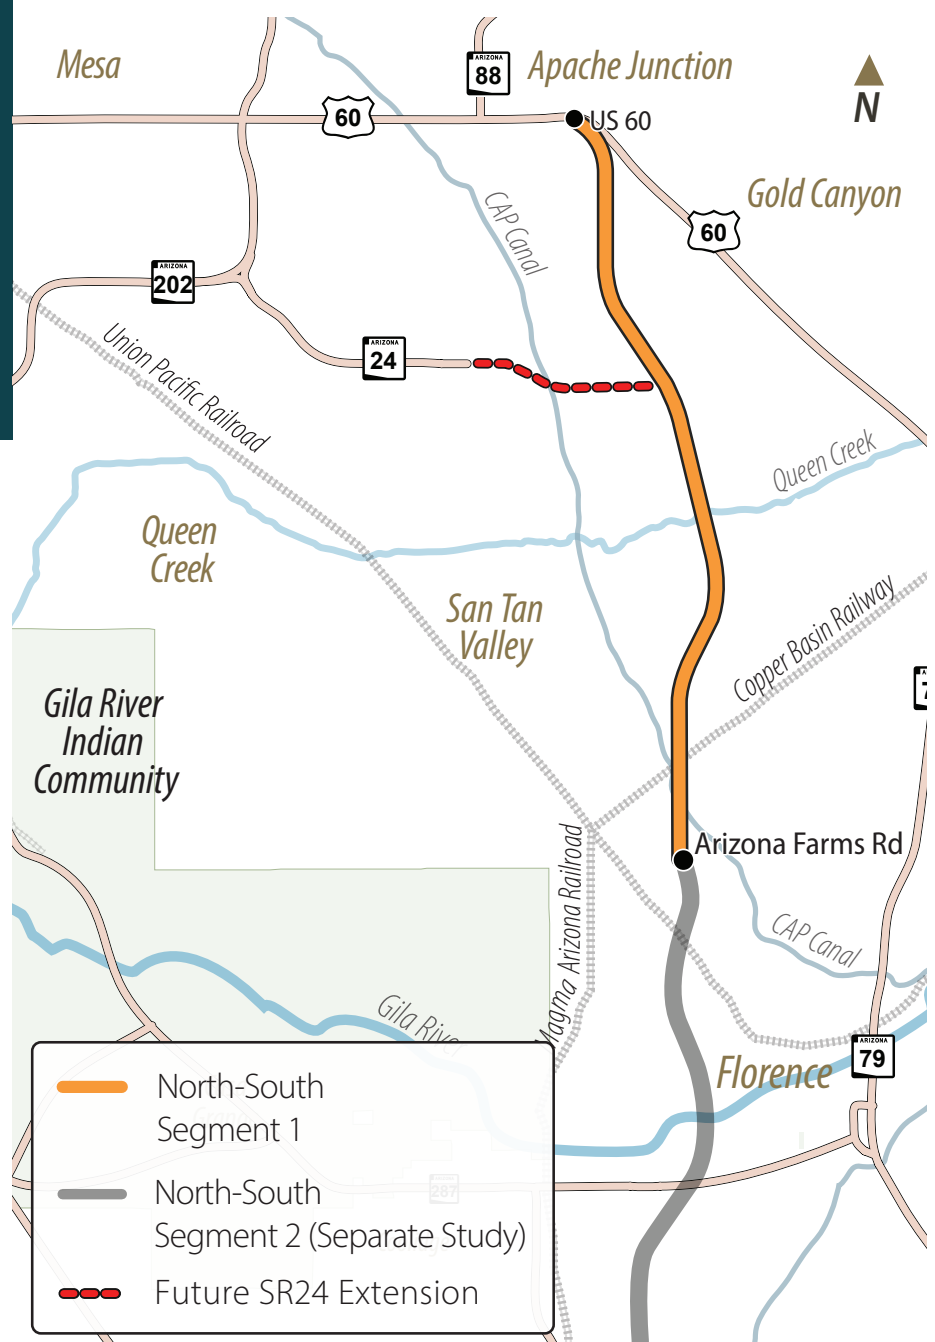 Mesa
ARIZONA
88
Apache Junction
N
60
US 60
Gold Canyon
CAP Canal
60
ARIZONA
202
ARIZONA
24
Union Pacific Railroad
Queen Creek
Queen
Creek
San Tan
Valley
Copper Basin Railway
Gila River
Indian
Community
Arizona Farms Rd
Magma Arizona Railroad
CAP Canal
Gila River
ARIZONA
79
Florence
North-South
Segment 1
287
North-South
Segment 2 (Separate Study)
Future SR24 Extension